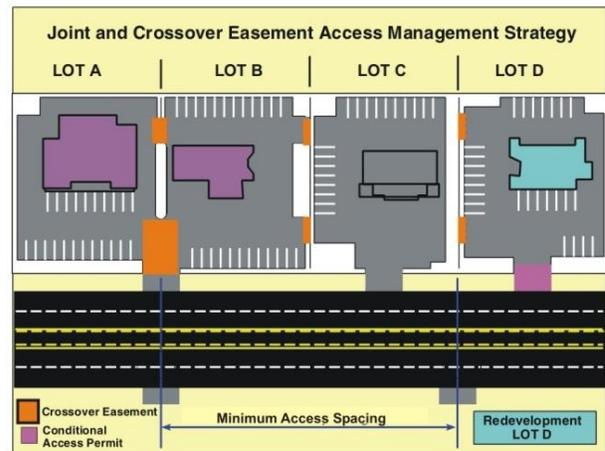 Joint and Crossover Easement Access Management Strategy
LOT A
LOT B
LOT C
LOT D
Crossover Easement
Conditional
Access Permit
Minimum Access Spacing
Redevelopment
LOT D